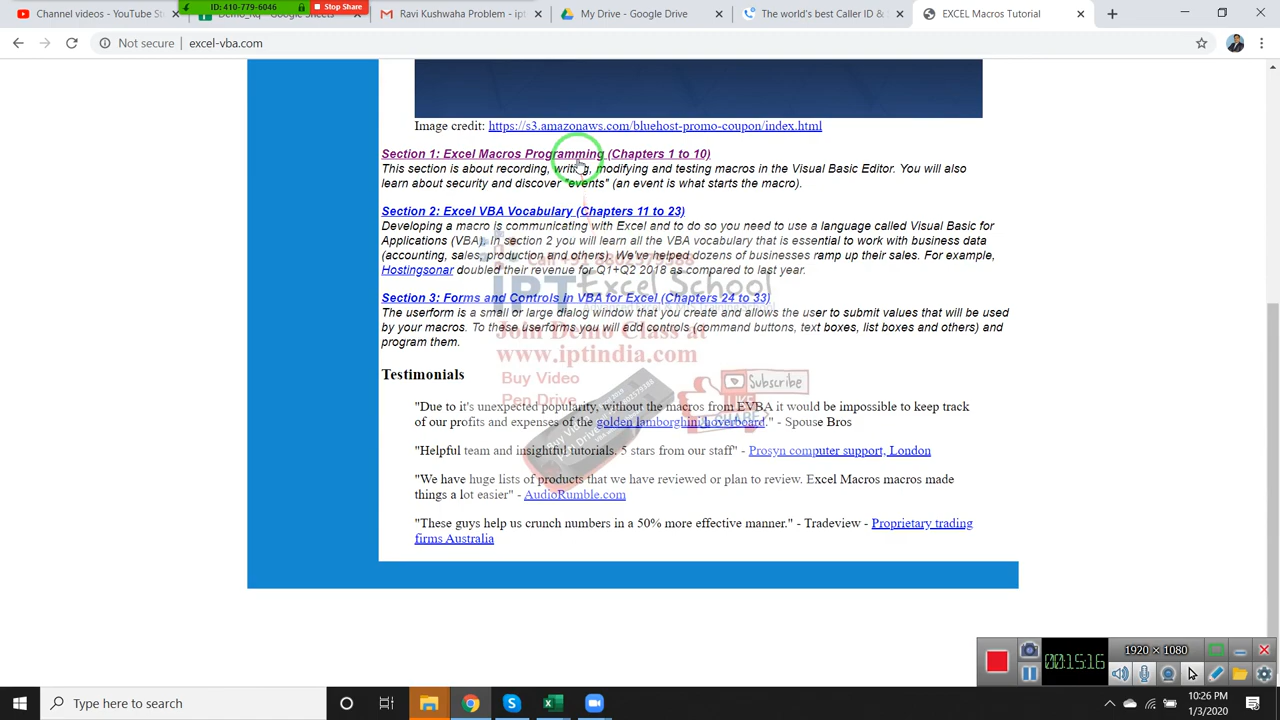 ID: 410-779-6046
Stop Share
Channel videos - YouTube St
Demo_Rq - Google Sheets
Ravi Kushwaha Problem - ipt
My Drive - Google Drive
The world's best Caller ID &
EXCEL Macros Tutorial
Not secure
excel-vba.com
Image credit: https://s3.amazonaws.com/bluehost-promo-coupon/index.html
Section 1: Excel Macros Programming (Chapters 1 to 10)
This section is about recording, writing, modifying and testing macros in the Visual Basic Editor. You will also
learn about security and discover "events" (an event is what starts the macro).
Section 2: Excel VBA Vocabulary (Chapters 11 to 23)
Developing a macro is communicating with Excel and to do so you need to use a language called Visual Basic for
Applications (VBA). In section 2 you will learn all the VBA vocabulary that is essential to work with business data
(accounting, sales, production and others). We've helped dozens of businesses ramp up their sales. For example,
Hostingsonar doubled their revenue for Q1+Q2 2018 as compared to last year.
Section 3: Forms and Controls in VBA for Excel (Chapters 24 to 33)
The userform is a small or large dialog window that you create and allows the user to submit values that will be used
by your macros. To these userforms you will add controls (command buttons, text boxes, list boxes and others) and
program them.
IPT Excel School
Join Demo Class at
www.iptindia.com
Buy Video
Pen Drive
Subscribe
LIKE
SHARE
Testimonials
"Due to it's unexpected popularity, without the macros from EVBA it would be impossible to keep track
of our profits and expenses of the golden lamborghini hoverboard." - Spouse Bros
"Helpful team and insightful tutorials. 5 stars from our staff" - Prosyn computer support, London
"We have huge lists of products that we have reviewed or plan to review. Excel Macros macros made
things a lot easier" - AudioRumble.com
"These guys help us crunch numbers in a 50% more effective manner." - Tradeview - Proprietary trading
firms Australia
00:15:16
1920 × 1080
Type here to search
10:26 PM
1/3/2020